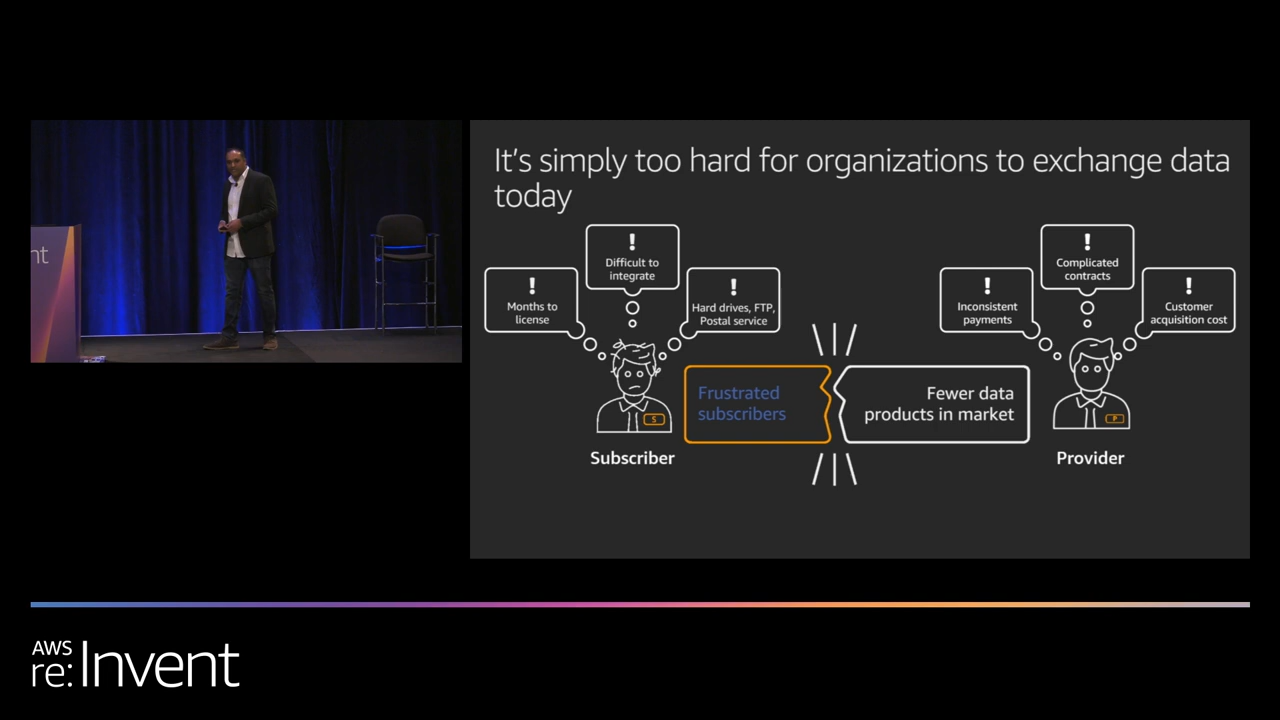 It's simply too hard for organizations to exchange data
today
!
Difficult to
integrate
!
Months to
license
!
Hard drives, FTP,
Postal service
!
Complicated
contracts
!
Inconsistent
payments
!
Customer
acquisition cost
Frustrated
subscribers
Fewer data
products in market
S
P
Subscriber
Provider
nt
AWS
re:Invent